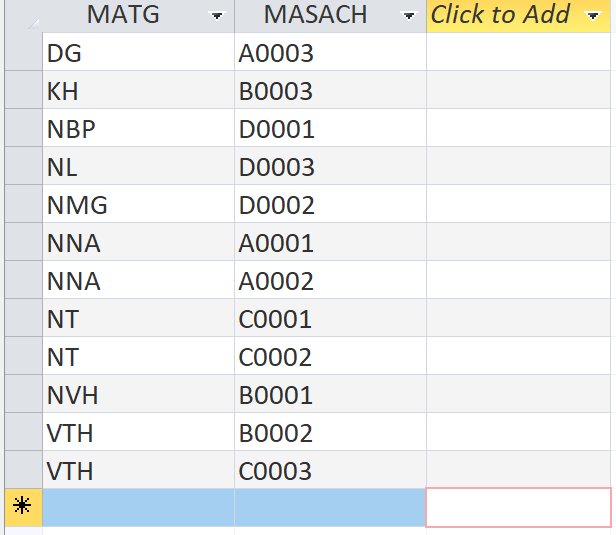 MATG MASACH Click to Add
DG A0003
KH B0003
NBP D0001
NL D0003
NMG D0002
NNA A0001
NNA A0002
NT C0001
NT C0002
NVH B0001
VTH B0002
VTH C0003